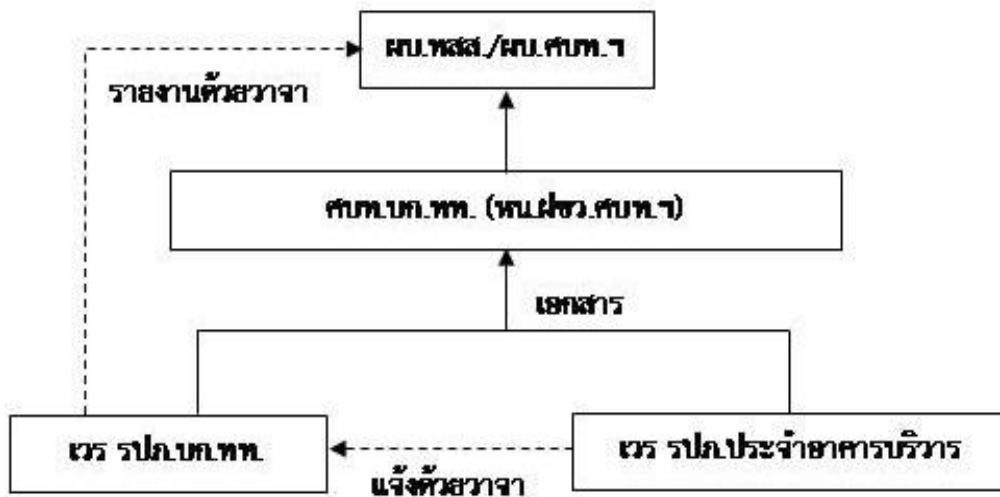 ผบ.ทสส./ผบ.ศบท.ฯ
รายงานด้วยวาจา
ศบท.บก.ทท. (หน.ฝขว.ศบท.ฯ)
เอกสาร
เวร รปภ.บก.ทท.
เวร รปภ.ประจำอาคารบริวาร
แจ้งด้วยวาจา